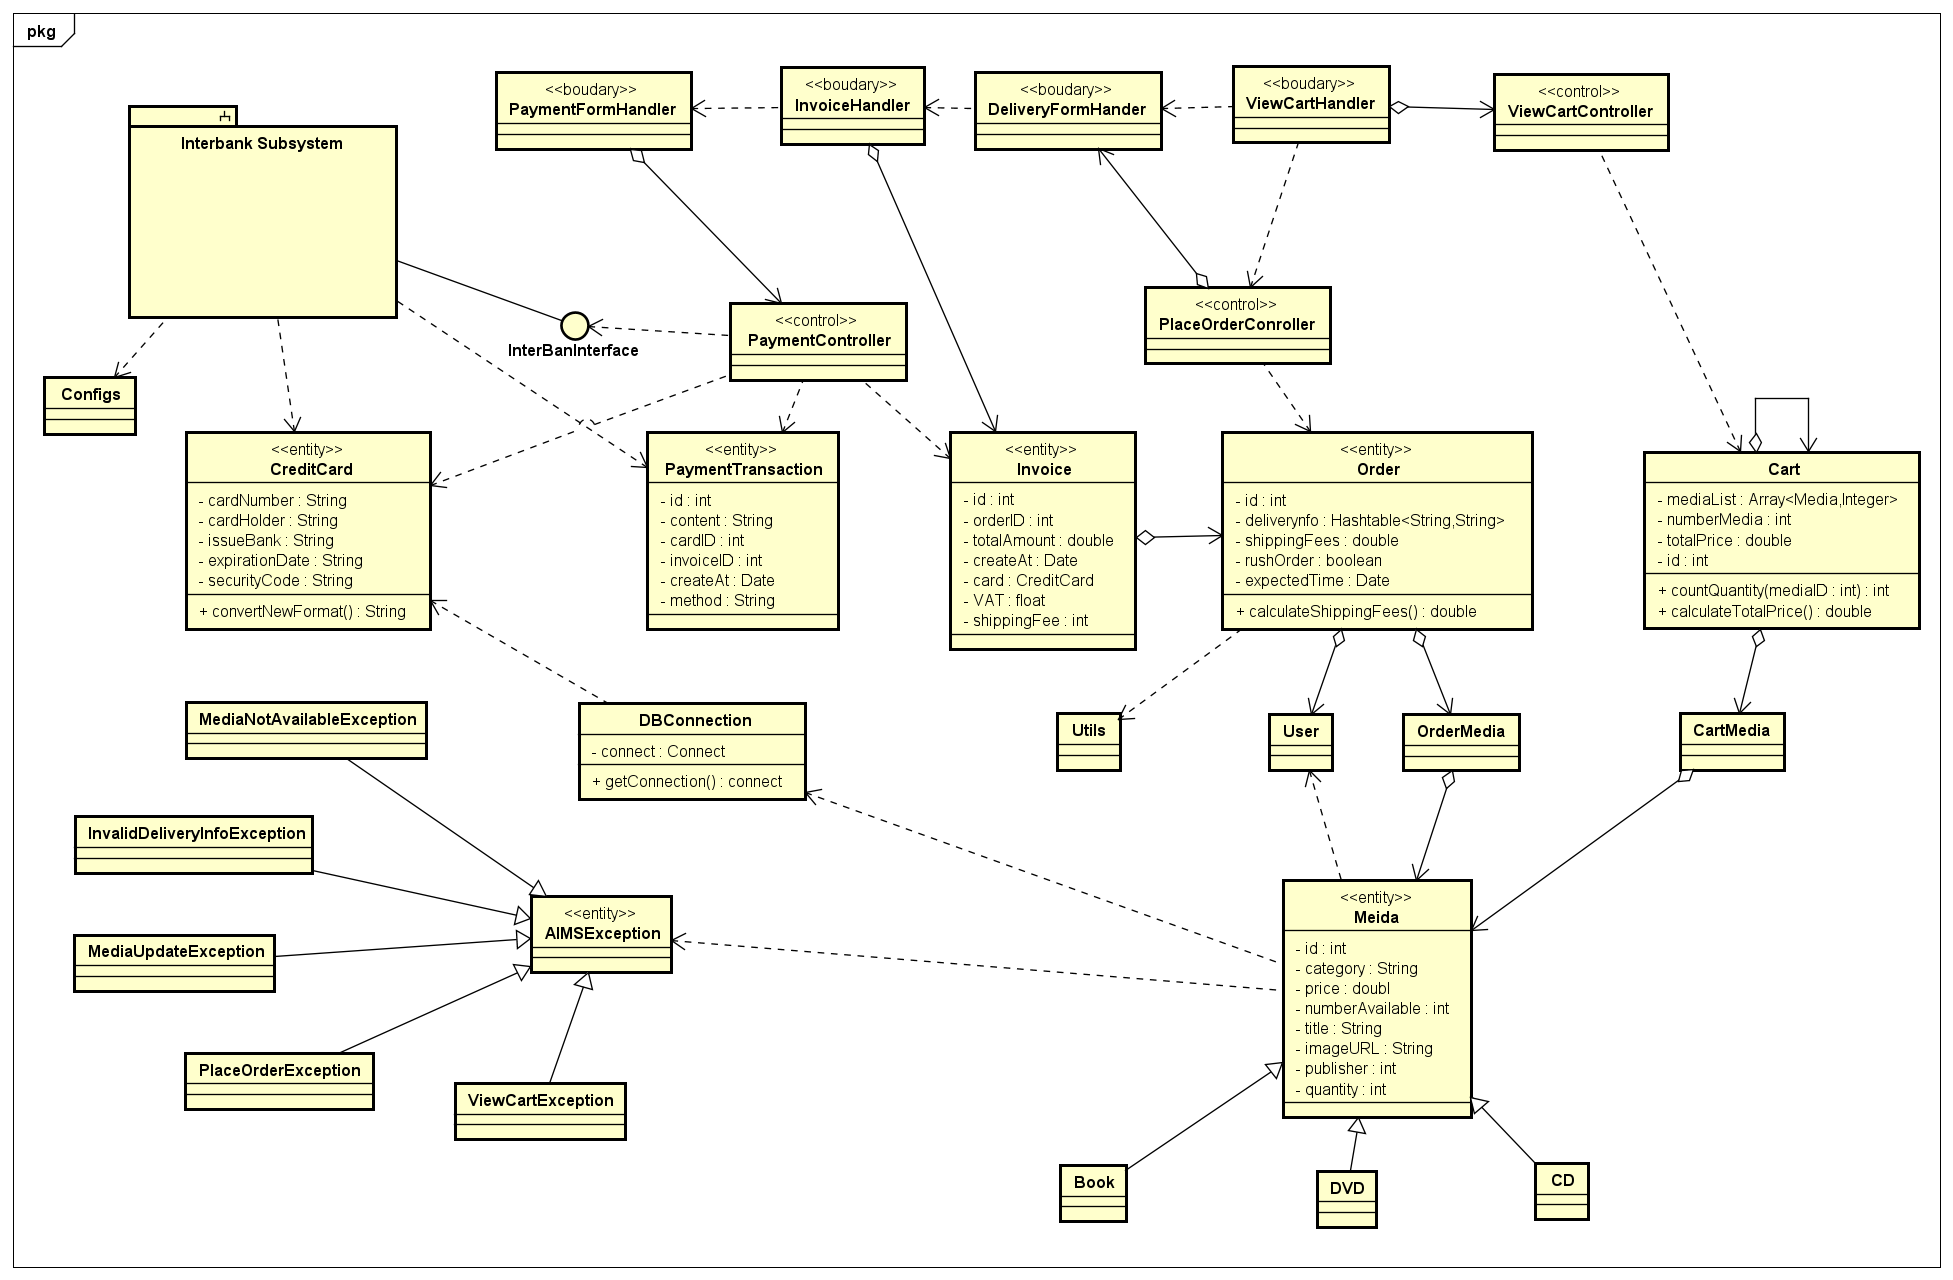 pkg
<<boudary>>
PaymentFormHandler
<<boudary>>
InvoiceHandler
<<boudary>>
DeliveryFormHander
<<boudary>>
ViewCartHandler
<<control>>
ViewCartController
Interbank Subsystem
InterBanInterface
<<control>>
PaymentController
<<control>>
PlaceOrderConroller
Configs
<<entity>>
CreditCard
- cardNumber : String
- cardHolder : String
- issueBank : String
- expirationDate : String
- securityCode : String
+ convertNewFormat() : String
<<entity>>
PaymentTransaction
- id : int
- content : String
- cardID : int
- invoiceID : int
- createAt : Date
- method : String
<<entity>>
Invoice
- id : int
- orderID : int
- totalAmount : double
- createAt : Date
- card : CreditCard
- VAT : float
- shippingFee : int
<<entity>>
Order
- id : int
- deliverynfo : Hashtable<String,String>
- shippingFees : double
- rushOrder : boolean
- expectedTime : Date
+ calculateShippingFees() : double
Cart
- mediaList : Array<Media,Integer>
- numberMedia : int
- totalPrice : double
- id : int
+ countQuantity(mediaID : int) : int
+ calculateTotalPrice() : double
MediaNotAvailableException
DBConnection
- connect : Connect
+ getConnection() : connect
Utils
User
OrderMedia
CartMedia
InvalidDeliveryInfoException
<<entity>>
AIMSException
MediaUpdateException
PlaceOrderException
ViewCartException
<<entity>>
Meida
- id : int
- category : String
- price : doubl
- numberAvailable : int
- title : String
- imageURL : String
- publisher : int
- quantity : int
Book
DVD
CD